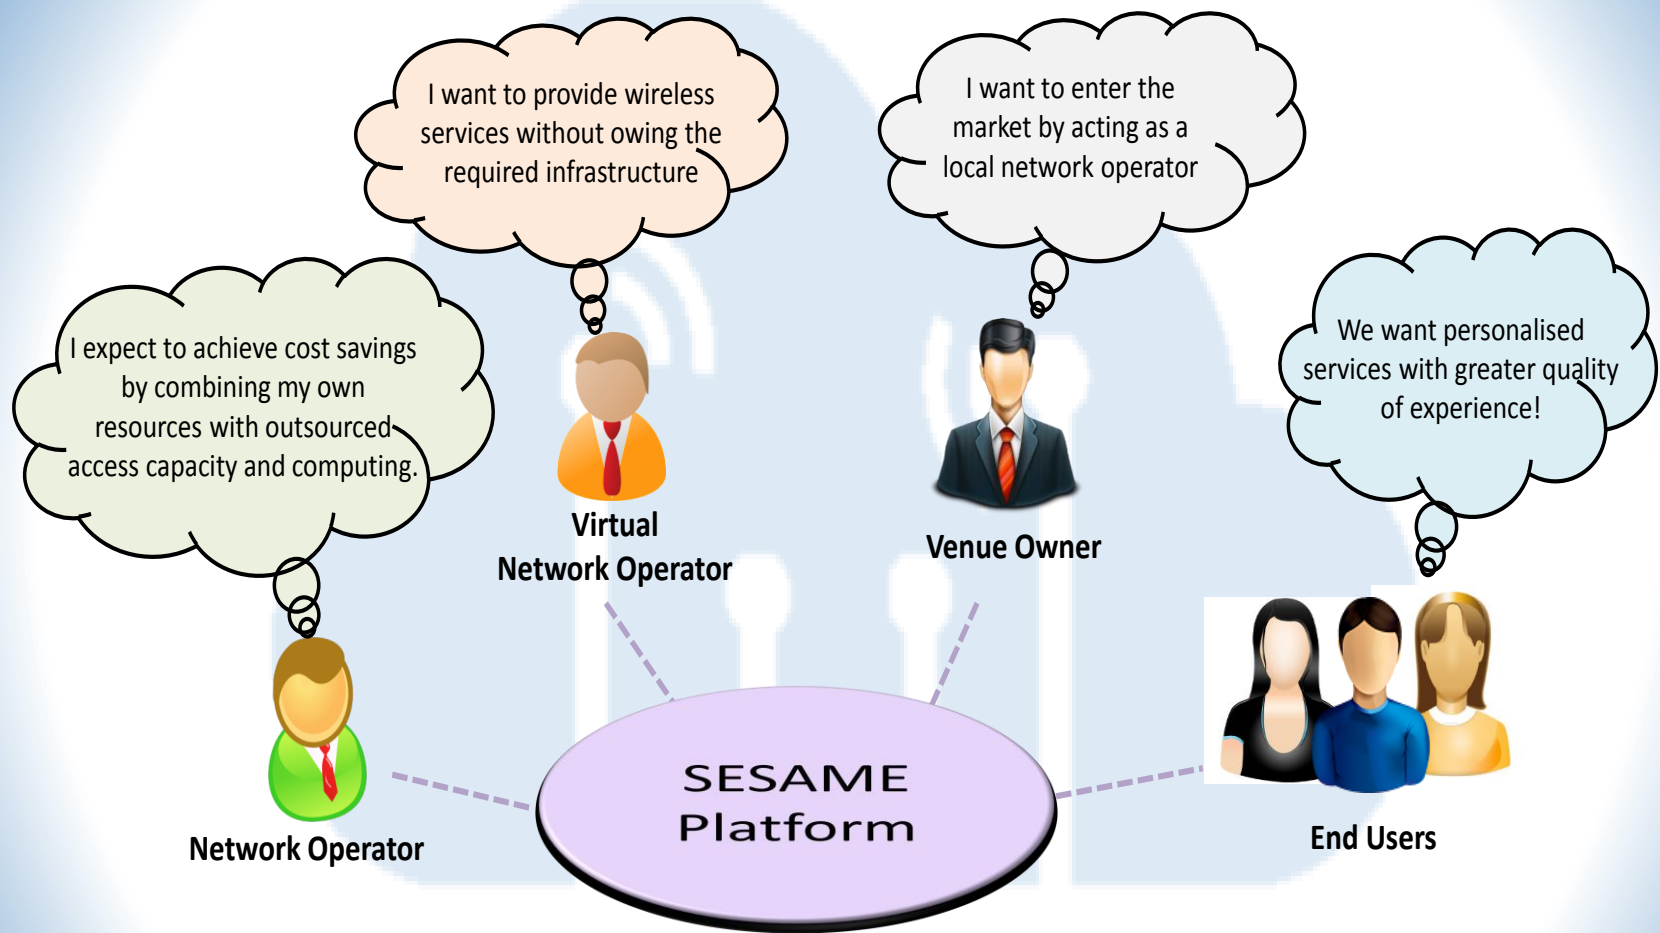 I want to provide wireless
services without owing the
required infrastructure
I want to enter the
market by acting as a
local network operator
I expect to achieve cost savings
by combining my own
resources with outsourced
access capacity and computing.
We want personalised
services with greater quality
of experience!
Virtual
Network Operator
Venue Owner
Network Operator
End Users
SESAME
Platform